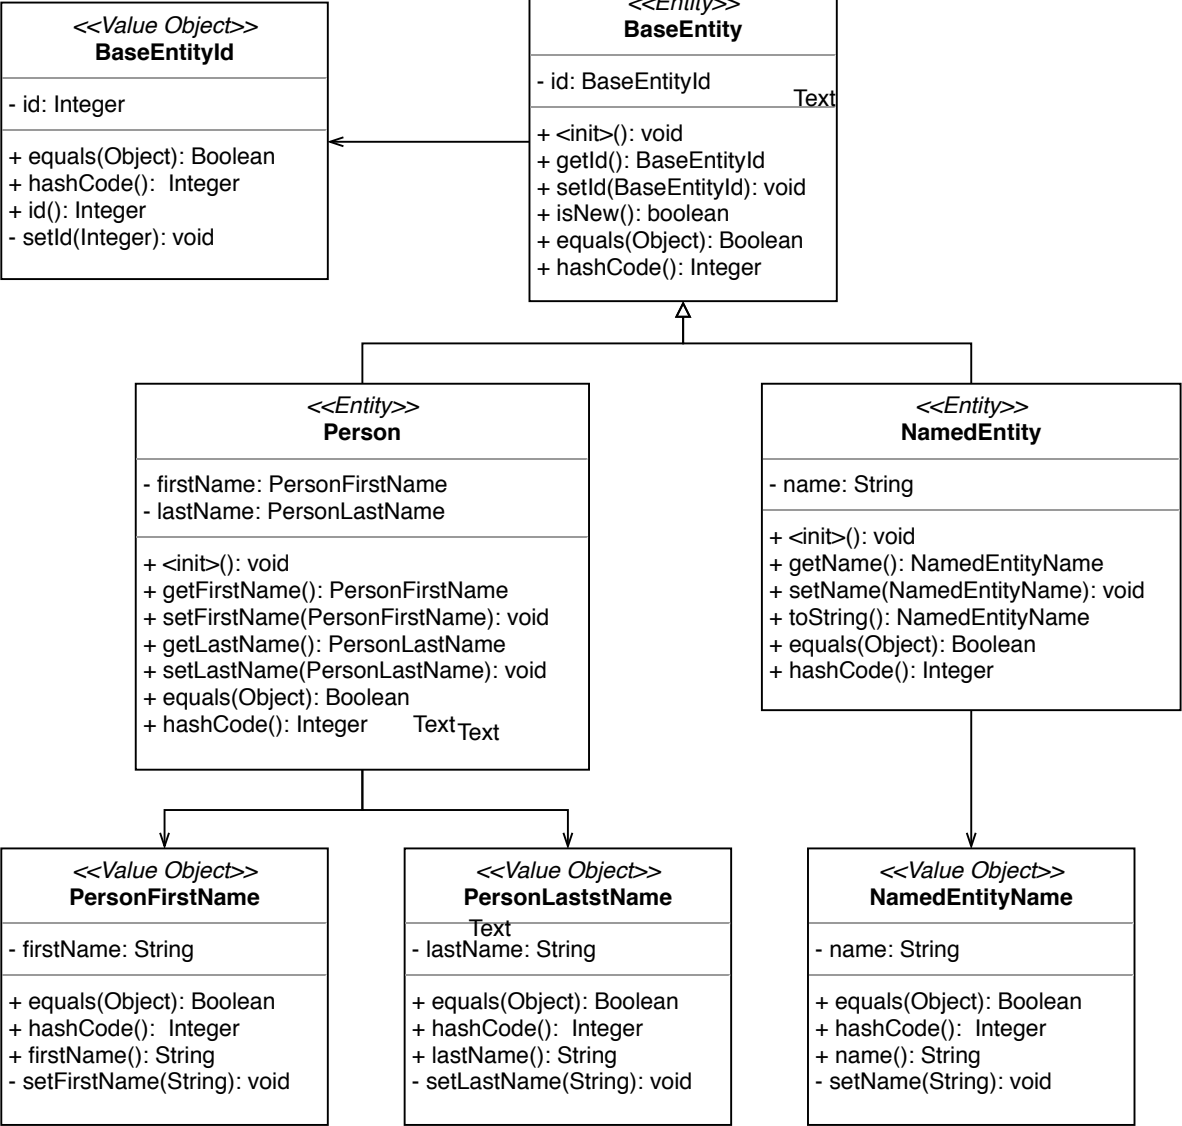 <<Value Object>>
BaseEntityId
- id: Integer
+ equals(Object): Boolean
+ hashCode():  Integer
+ id(): Integer
- setId(Integer): void
<<Entity>>
BaseEntity
- id: BaseEntityId
Text
+ <init>(): void
+ getId(): BaseEntityId
+ setId(BaseEntityId): void
+ isNew(): boolean
+ equals(Object): Boolean
+ hashCode(): Integer
<<Entity>>
Person
- firstName: PersonFirstName
- lastName: PersonLastName
+ <init>(): void
+ getFirstName(): PersonFirstName
+ setFirstName(PersonFirstName): void
+ getLastName(): PersonLastName
+ setLastName(PersonLastName): void
+ equals(Object): Boolean
+ hashCode(): Integer
Text
Text
<<Entity>>
NamedEntity
- name: String
+ <init>(): void
+ getName(): NamedEntityName
+ setName(NamedEntityName): void
+ toString(): NamedEntityName
+ equals(Object): Boolean
+ hashCode(): Integer
<<Value Object>>
PersonFirstName
- firstName: String
+ equals(Object): Boolean
+ hashCode():  Integer
+ firstName(): String
- setFirstName(String): void
<<Value Object>>
PersonLaststName
Text
- lastName: String
+ equals(Object): Boolean
+ hashCode():  Integer
+ lastName(): String
- setLastName(String): void
<<Value Object>>
NamedEntityName
- name: String
+ equals(Object): Boolean
+ hashCode():  Integer
+ name(): String
- setName(String): void